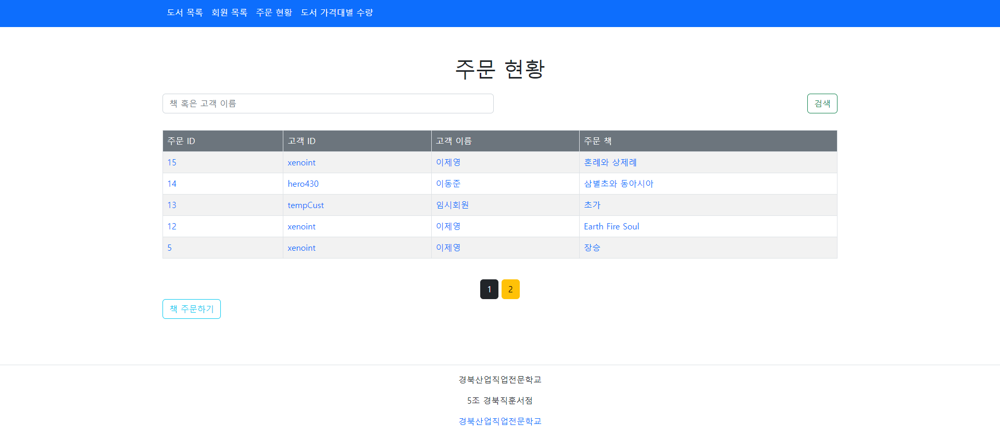 도서 목록 회원 목록 주문 현황 도서 가격대별 수량
주문 현황
책 혹은 고객 이름 검색
주문 ID 고객 ID 고객 이름 주문 책
15 xenoint 이제영 혼례와 상제례
14 hero430 이동준 삼별초와 동아시아
13 tempCust 임시회원 초가
12 xenoint 이제영 Earth Fire Soul
5 xenoint 이제영 장승
1 2
책 주문하기
경북산업직업전문학교
5조 경북직훈서점
경북산업직업전문학교